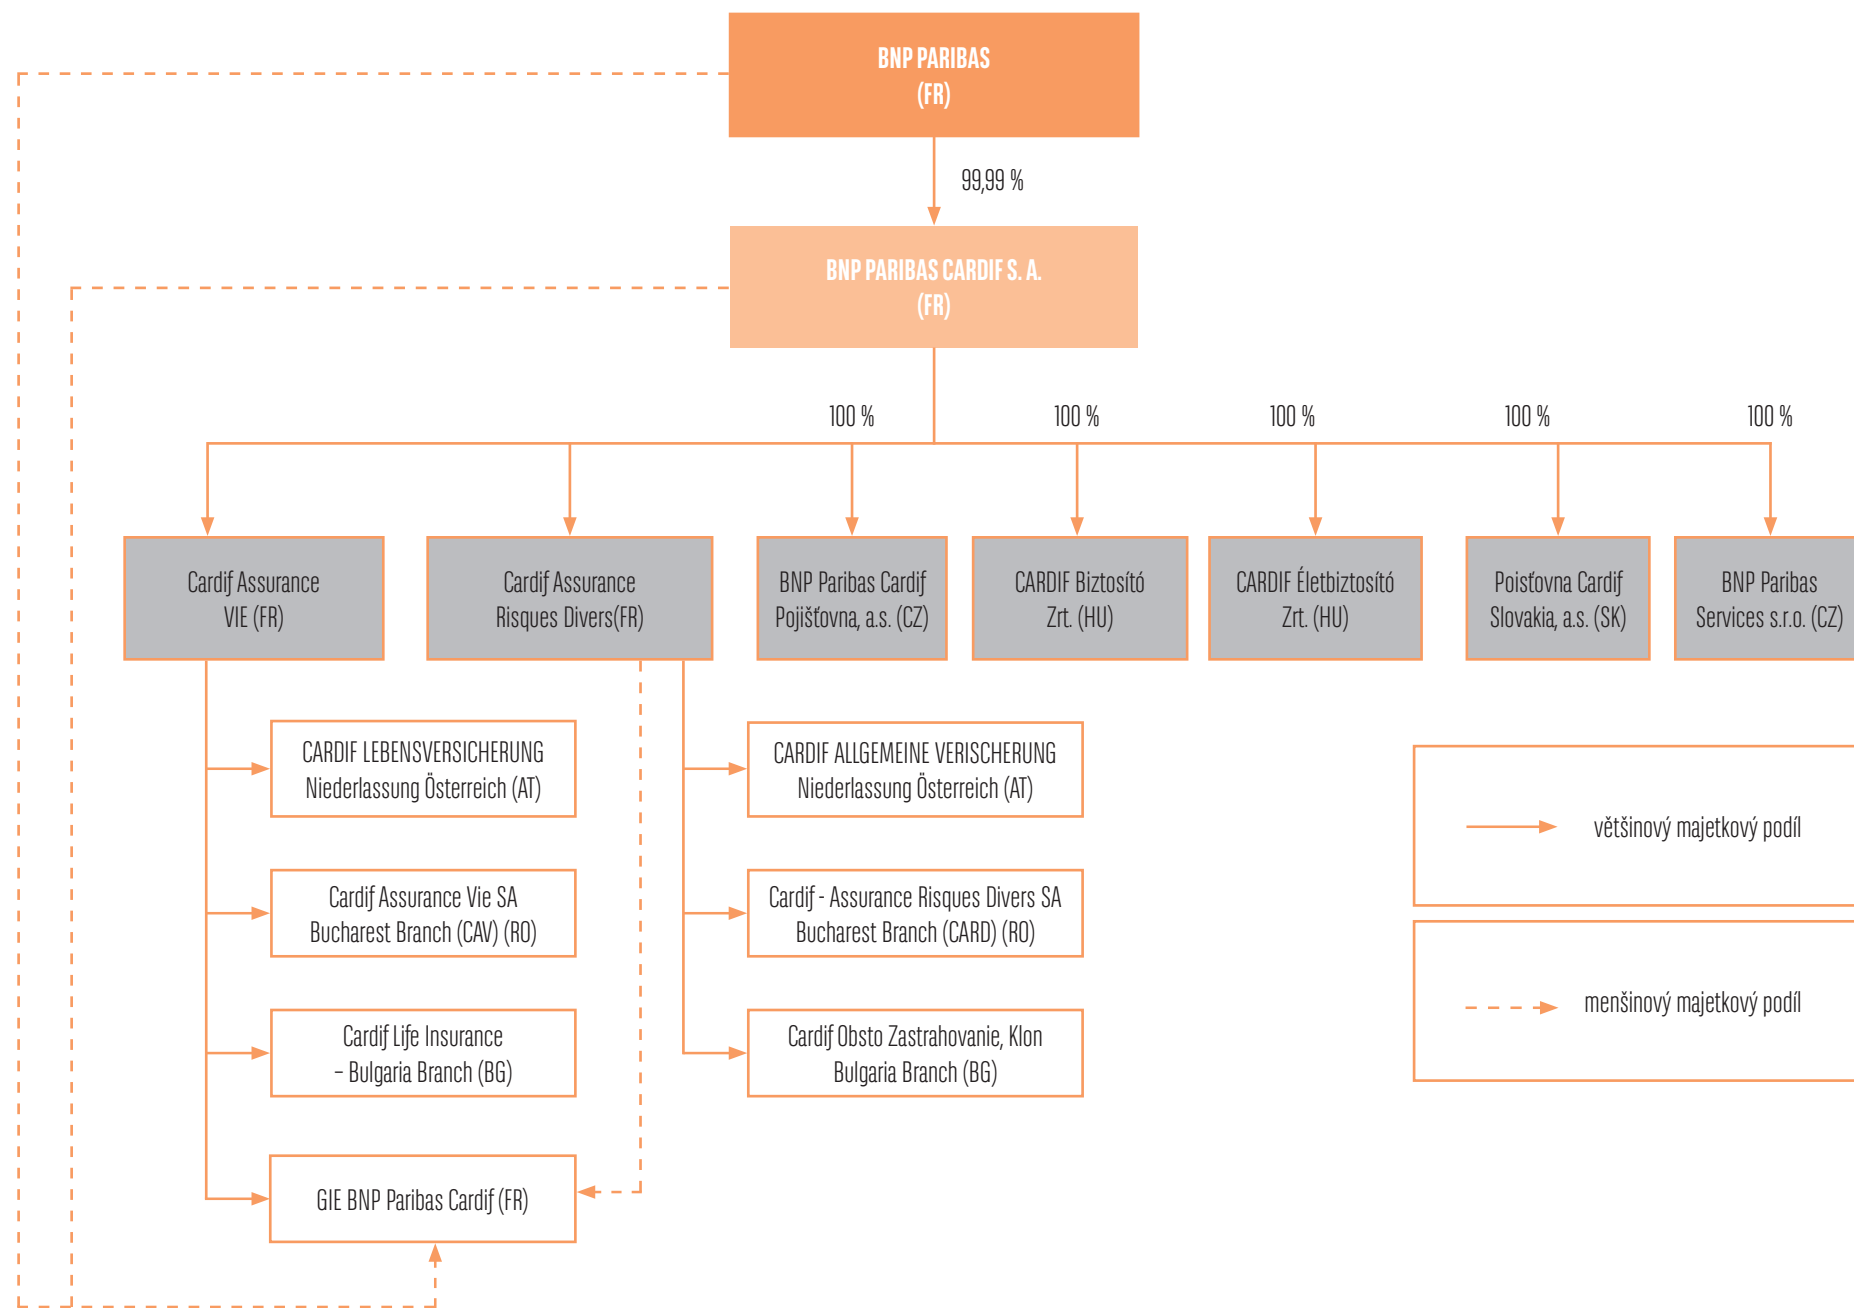 BNP PARIBAS
(FR)
99,99 %
BNP PARIBAS CARDIF S. A.
(FR)
100 %
100 %
100 %
100 %
100 %
Cardif Assurance
VIE (FR)
Cardif Assurance
Risques Divers(FR)
BNP Paribas Cardif
Pojišťovna, a.s. (CZ)
CARDIF Biztosító
Zrt. (HU)
CARDIF Életbiztosító
Zrt. (HU)
Poisťovna Cardif
Slovakia, a.s. (SK)
BNP Paribas
Services s.r.o. (CZ)
CARDIF LEBENSVERSICHERUNG
Niederlassung Österreich (AT)
CARDIF ALLGEMEINE VERISCHERUNG
Niederlassung Österreich (AT)
většinový majetkový podíl
Cardif Assurance Vie SA
Bucharest Branch (CAV) (RO)
Cardif - Assurance Risques Divers SA
Bucharest Branch (CARD) (RO)
menšinový majetkový podíl
Cardif Life Insurance
– Bulgaria Branch (BG)
Cardif Obsto Zastrahovanie, Klon
Bulgaria Branch (BG)
GIE BNP Paribas Cardif (FR)